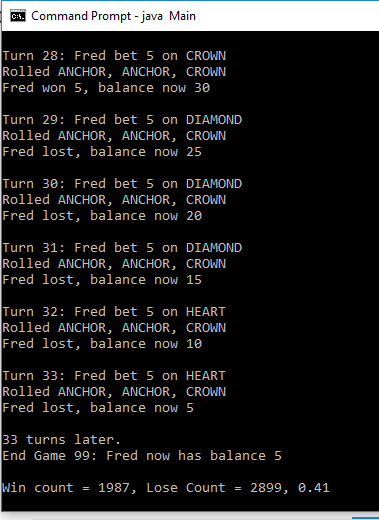 Command Prompt - java Main
Turn 28: Fred bet 5 on CROWN
Rolled ANCHOR, ANCHOR, CROWN
Fred won 5, balance now 30
Turn 29: Fred bet 5 on DIAMOND
Rolled ANCHOR, ANCHOR, CROWN
Fred lost, balance now 25
Turn 30: Fred bet 5 on DIAMOND
Rolled ANCHOR, ANCHOR, CROWN
Fred lost, balance now 20
Turn 31: Fred bet 5 on DIAMOND
Rolled ANCHOR, ANCHOR, CROWN
Fred lost, balance now 15
Turn 32: Fred bet 5 on HEART
Rolled ANCHOR, ANCHOR, CROWN
Fred lost, balance now 10
Turn 33: Fred bet 5 on HEART
Rolled ANCHOR, ANCHOR, CROWN
Fred lost, balance now 5
33 turns later.
End Game 99: Fred now has balance 5
Win count = 1987, Lose Count = 2899, 0.41